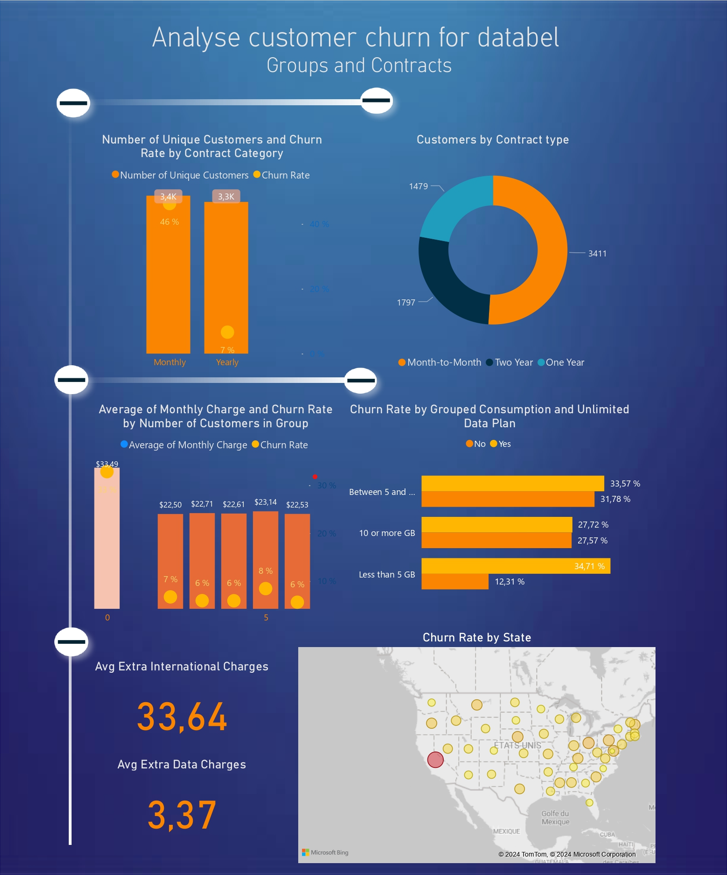 Analyse customer churn for databel
Groups and Contracts
Number of Unique Customers and Churn
Rate by Contract Category
Number of Unique Customers Churn Rate
3,4K
3,3K
46 %
7 %
40 %
20 %
Monthly
Yearly
Customers by Contract type
1479
3411
1797
Month-to-Month Two Year One Year
Average of Monthly Charge and Churn Rate
by Number of Customers in Group
Average of Monthly Charge Churn Rate
$33,49
$22,50
$22,71
$22,61
$23,14
$22,53
7 %
6 %
6 %
8 %
6 %
30 %
20 %
10 %
0
5
Churn Rate by Grouped Consumption and Unlimited
Data Plan
No Yes
Between 5 and ...
33,57 %
31,78 %
10 or more GB
27,72 %
27,57 %
Less than 5 GB
34,71 %
12,31 %
Avg Extra International Charges
33,64
Avg Extra Data Charges
3,37
Churn Rate by State
ÉTATS-UNIS
Golfe du
Mexique
MEXIQUE
CUBA
HAÏTI
GUATEMALA
des Caraïbes
Microsoft Bing
© 2024 TomTom, © 2024 Microsoft Corporation